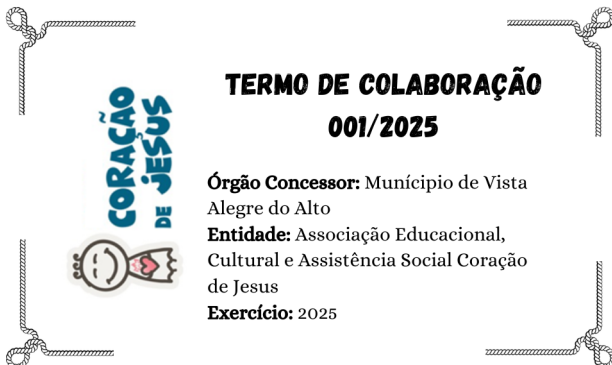 TERMO DE COLABORAÇÃO
001/2025
CORAÇÃO
DE JESUS
Órgão Concessor: Munícipio de Vista
Alegre do Alto
Entidade: Associação Educacional,
Cultural e Assistência Social Coração
de Jesus
Exercício: 2025